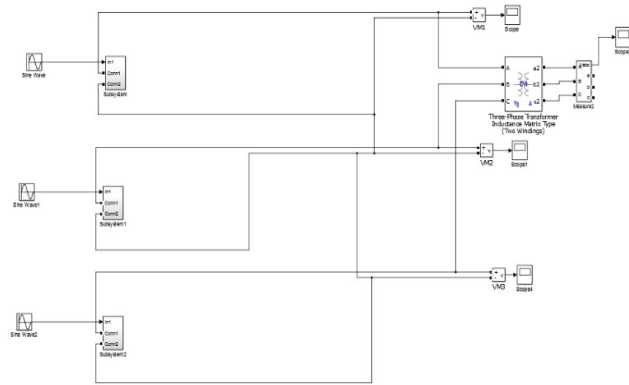 VM1
Scope
Sine Wave
In1
Conn1
Conn2
Subsystem
A
B
C
a2
b2
c2
Yg
A
B
C
Scope
Measure2
Three-Phase Transformer
Inductance Matrix Type
(Two Windings)
VM2
Scope1
Sine Wave1
In1
Conn1
Conn2
Subsystem1
VM3
Scope4
Sine Wave2
In1
Conn1
Conn2
Subsystem2